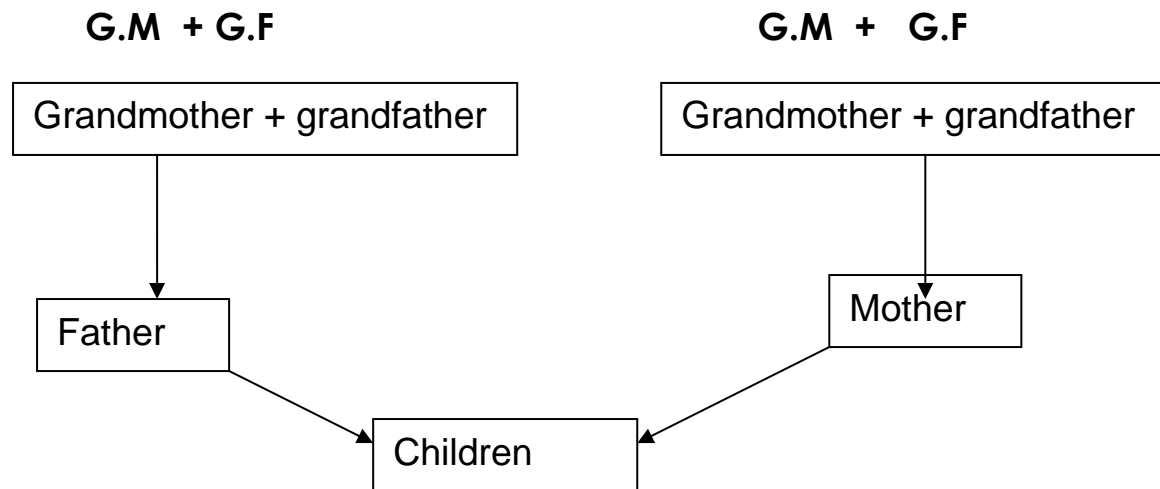 G.M + G.F G.M + G.F
Grandmother + grandfather Grandmother + grandfather
Mother
Father
Children